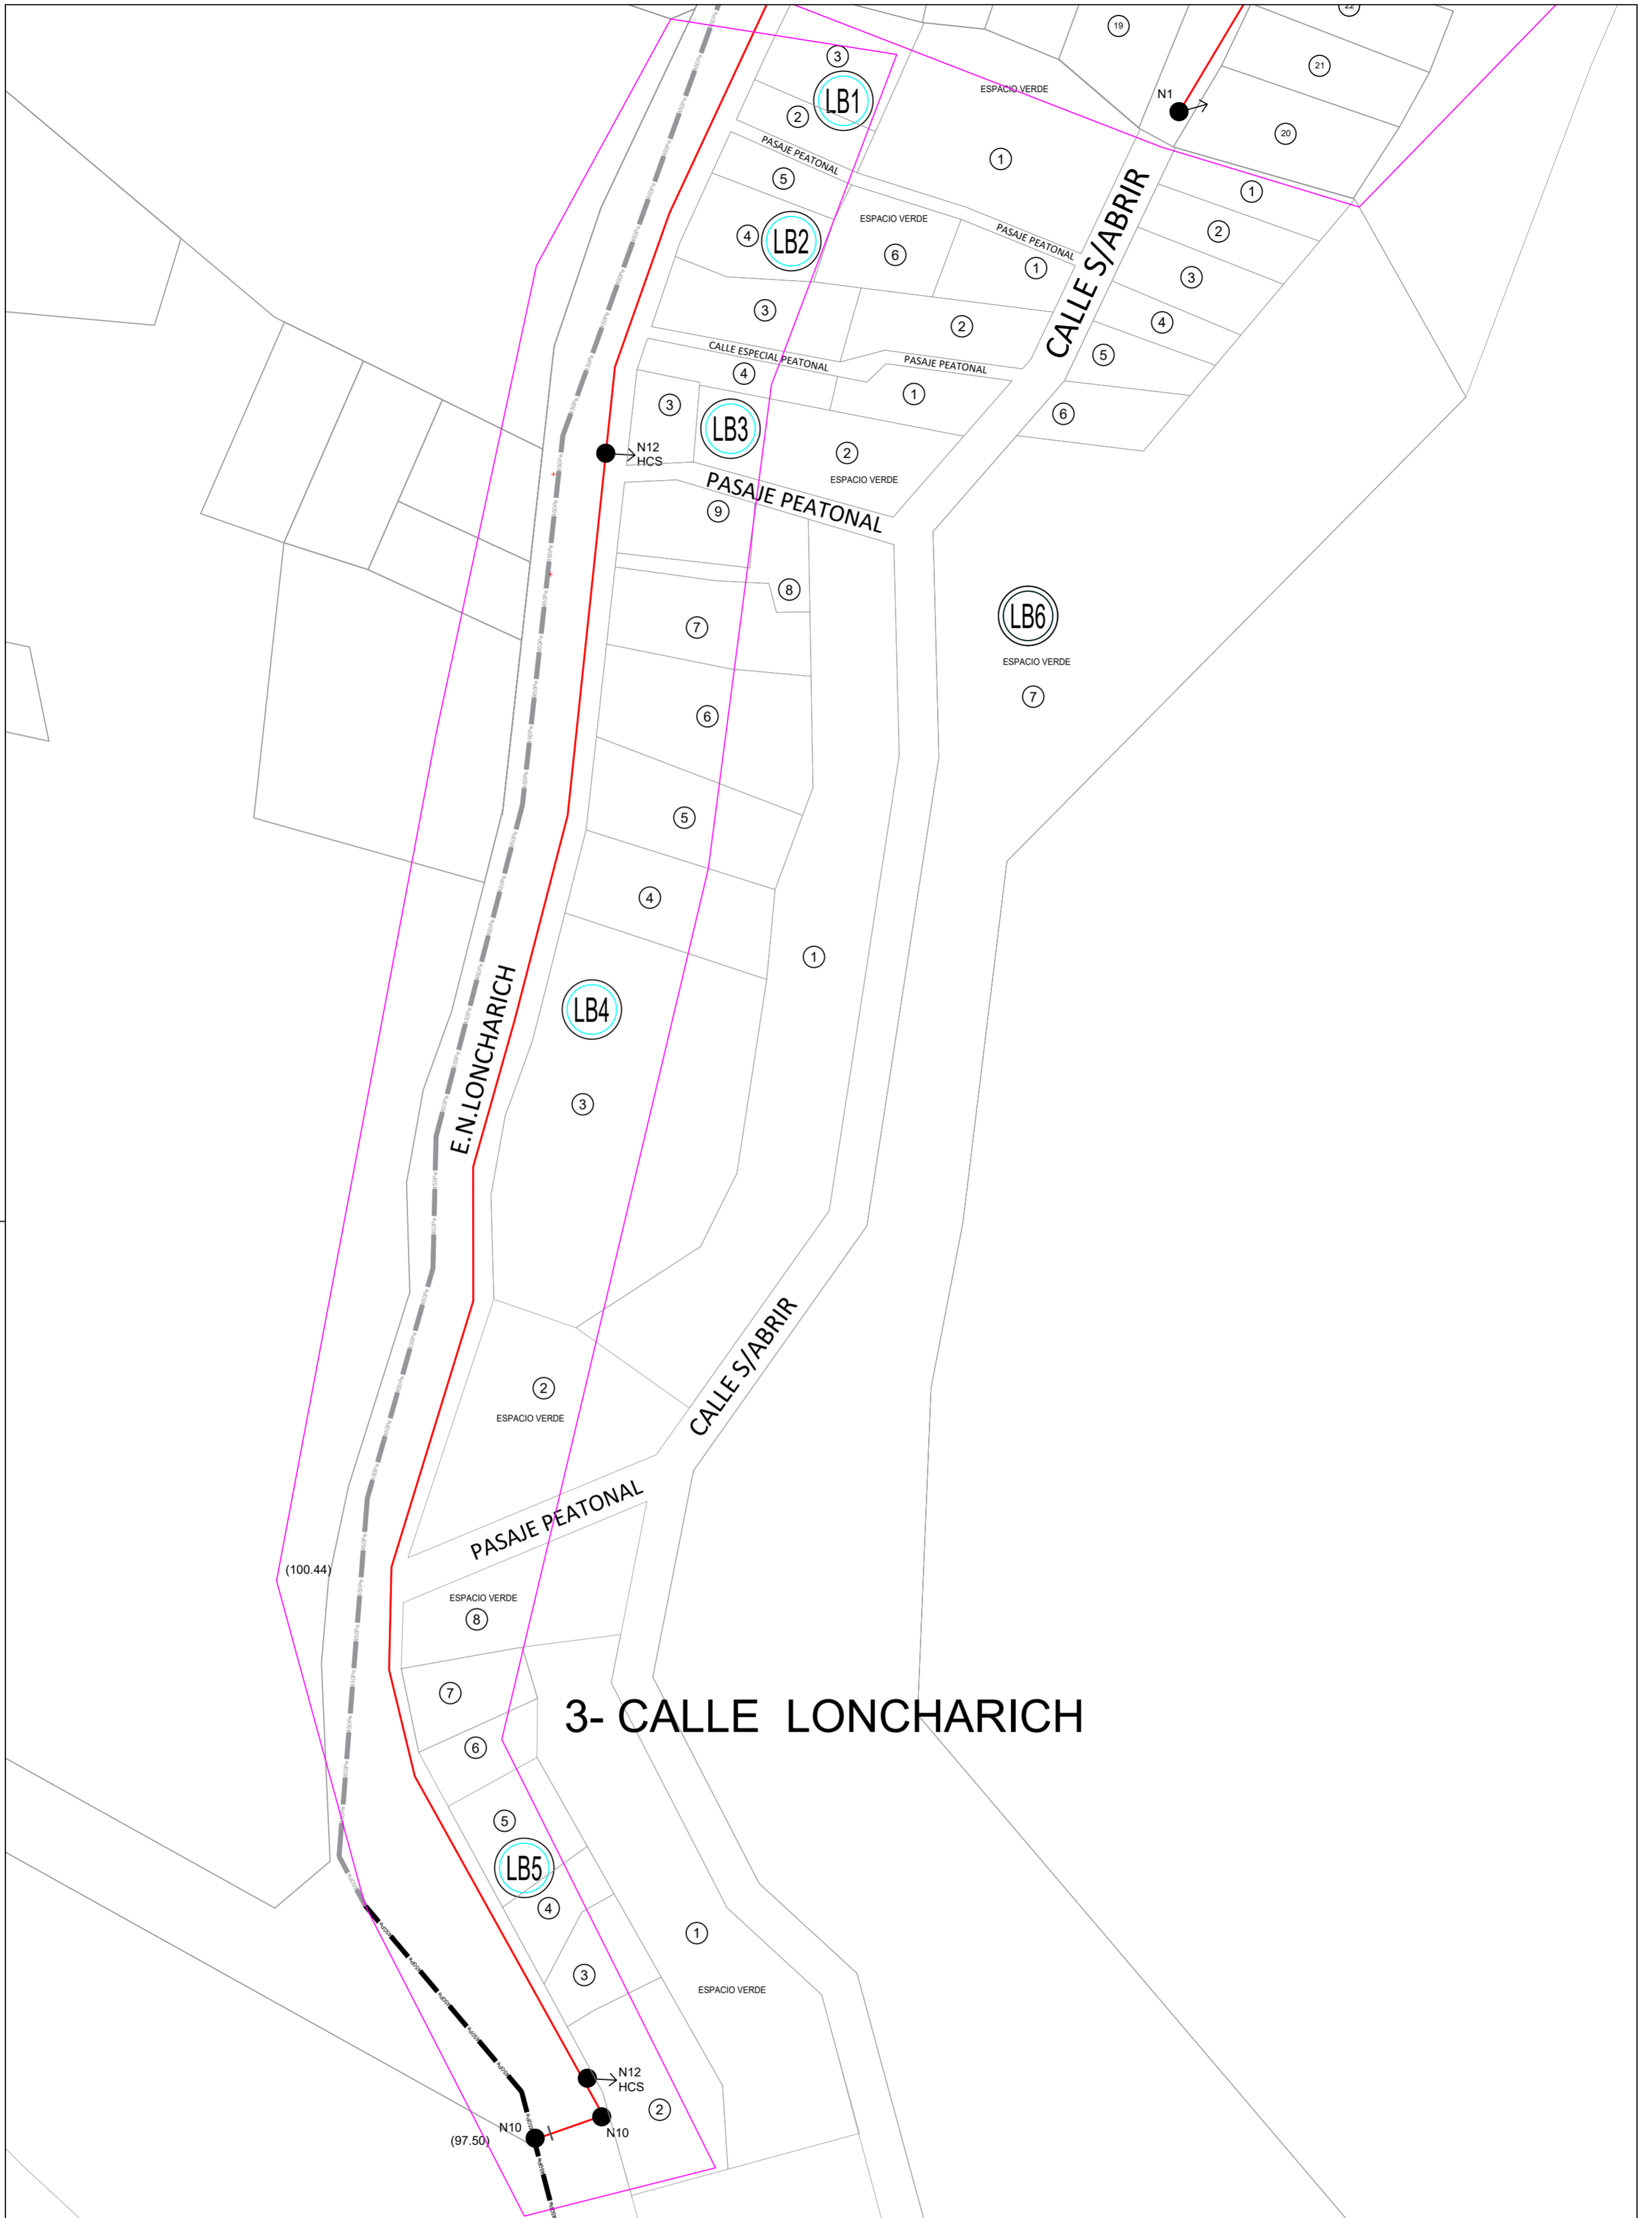 22
19
3
21
LB1
ESPACIO VERDE
N1
2
20
PASAJE PEATONAL
1
5
1
ESPACIO VERDE
CALLE S/ABRIR
4
LB2
2
6
PASAJE PEATONAL
1
3
3
2
4
CALLE ESPECIAL PEATONAL
PASAJE PEATONAL
5
4
1
3
LB3
6
N12
HCS
2
ESPACIO VERDE
PASAJE PEATONAL
9
8
LB6
7
ESPACIO VERDE
7
6
5
4
1
LB4
E.N.LONCHARICH
3
CALLE S/ABRIR
2
ESPACIO VERDE
PASAJE PEATONAL
(100.44)
ESPACIO VERDE
8
7
3- CALLE LONCHARICH
6
5
LB5
4
1
3
ESPACIO VERDE
N12
HCS
2
N10
N10
(97.50)